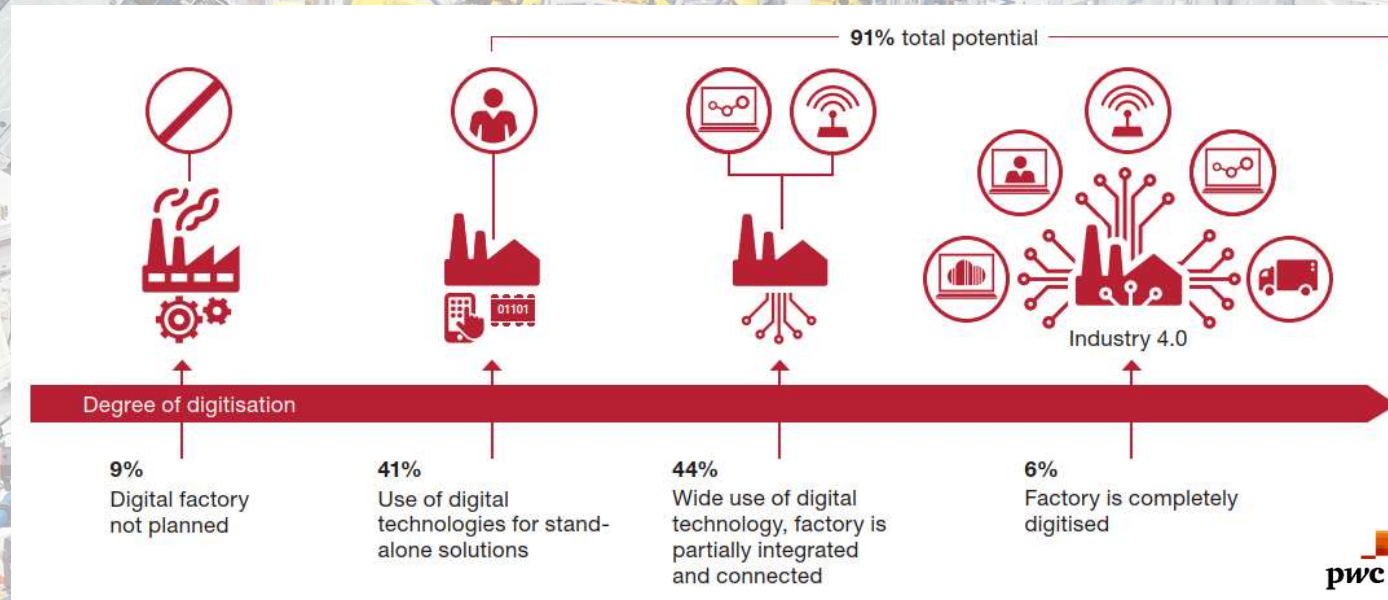 91% total potential
01101
Industry 4.0
Degree of digitisation
9%
Digital factory
not planned
41%
Use of digital
technologies for stand-
alone solutions
44%
Wide use of digital
technology, factory is
partially integrated
and connected
6%
Factory is completely
digitised
pwc